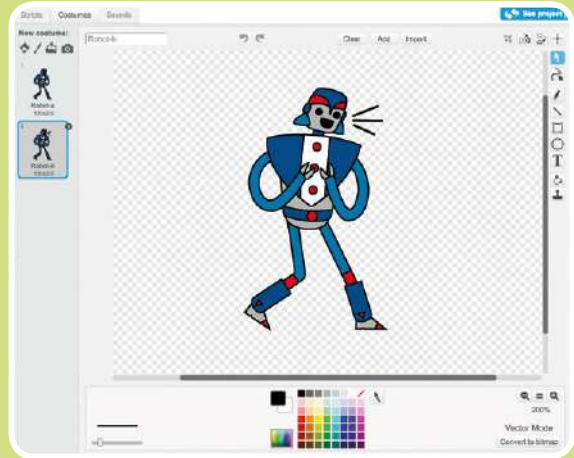 Scripts Costumes Sounds
See project
New costume:
Robot-b
Clear Add Import
1
Robot-a
Robot-b
T
200%
Vector Mode
Convert to bitmap